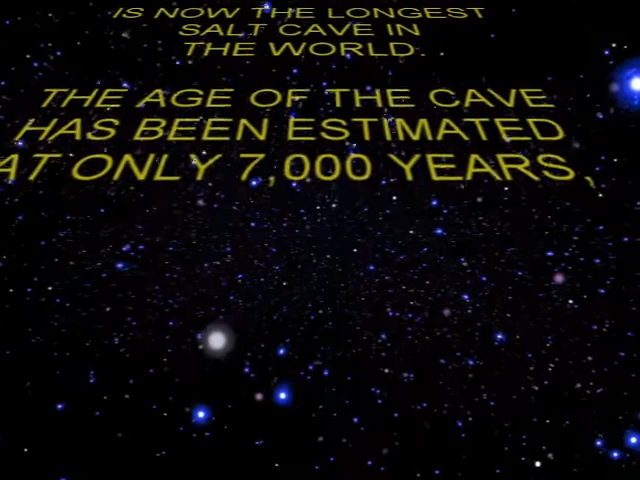 IS NOW THE LONGEST
SALT CAVE IN
THE WORLD.
THE AGE OF THE CAVE
HAS BEEN ESTIMATED
AT ONLY 7,000 YEARS,